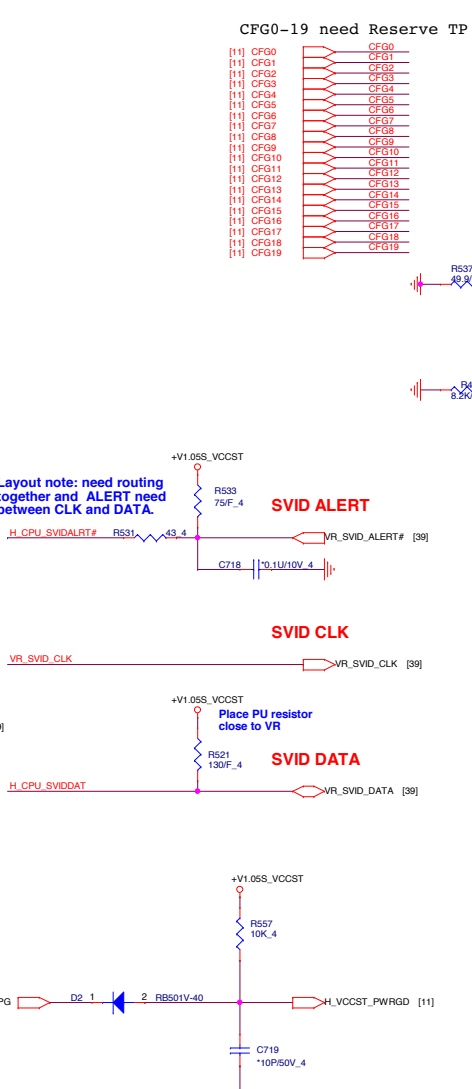 CFG0-19 need Reserve TP
[11] CFG0 CFG0
[11] CFG1 CFG1
[11] CFG2 CFG2
[11] CFG3 CFG3
[11] CFG4 CFG4
[11] CFG5 CFG5
[11] CFG6 CFG6
[11] CFG7 CFG7
[11] CFG8 CFG8
[11] CFG9 CFG9
[11] CFG10 CFG10
[11] CFG11 CFG11
[11] CFG12 CFG12
[11] CFG13 CFG13
[11] CFG14 CFG14
[11] CFG15 CFG15
[11] CFG16 CFG16
[11] CFG17 CFG17
[11] CFG18 CFG18
[11] CFG19 CFG19
R537
49.9/
R4
8.2K/
+V1.05S_VCCST
Layout note: need routing
together and ALERT need
between CLK and DATA.
R533
75/F_4
SVID ALERT
H_CPU_SVIDALRT# R531 43_4 VR_SVID_ALERT# [39]
C718 *0.1U/10V_4
SVID CLK
VR_SVID_CLK VR_SVID_CLK [39]
+V1.05S_VCCST
Place PU resistor
close to VR
9]
R521
130/F_4
SVID DATA
H_CPU_SVIDDAT VR_SVID_DATA [39]
+V1.05S_VCCST
R557
10K_4
PG D2 1 2 RB501V-40 H_VCCST_PWRGD [11]
C719
*10P/50V_4